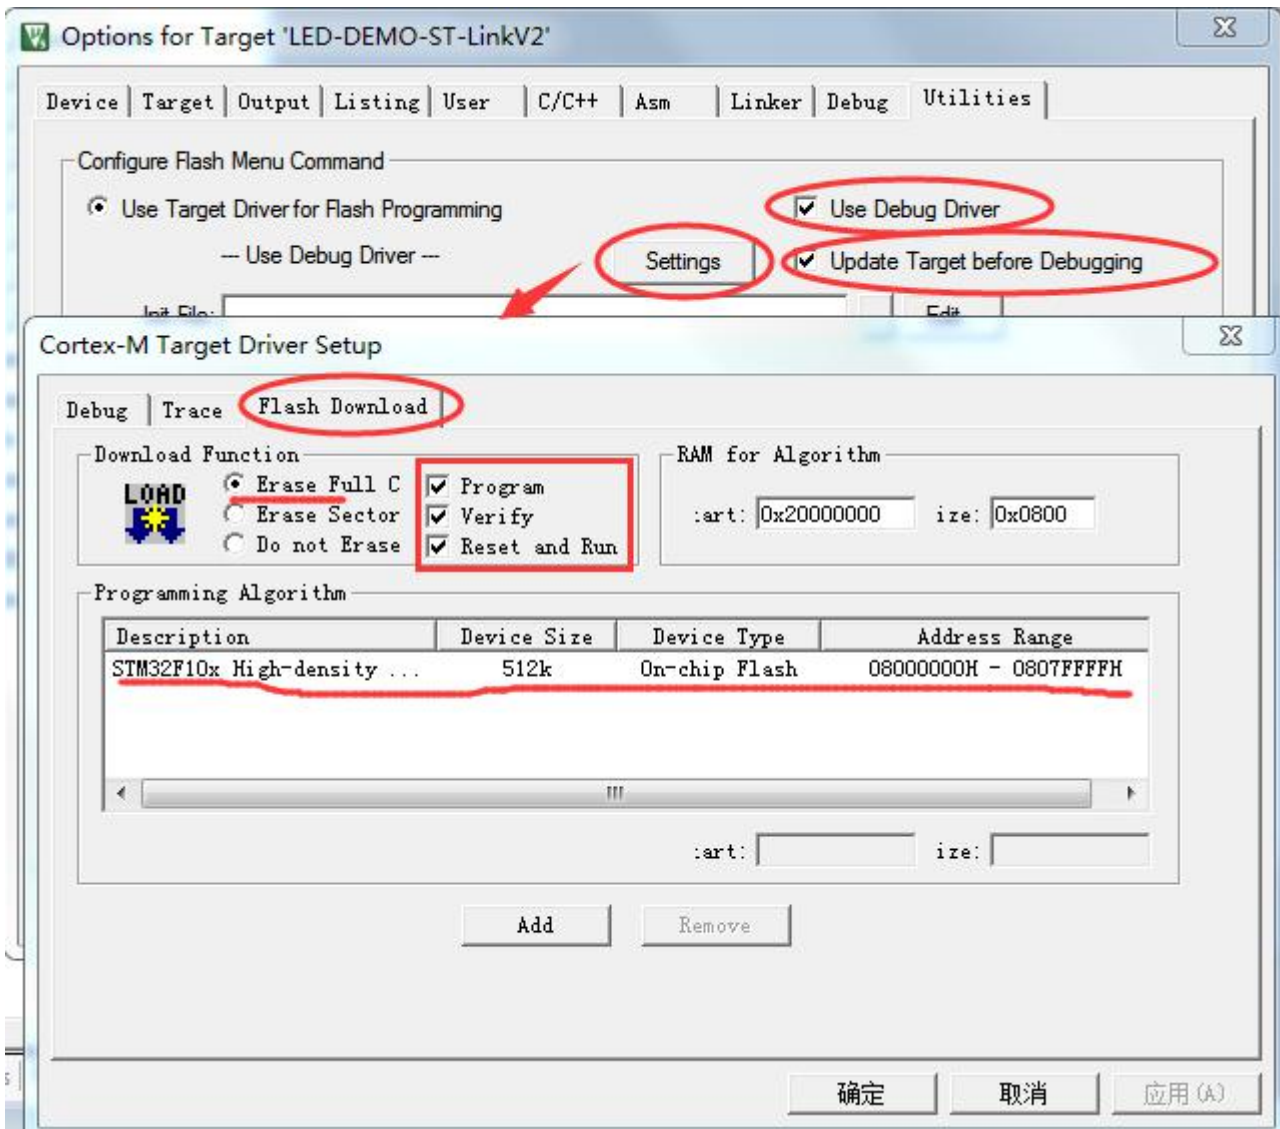 Options for Target 'LED-DEMO-ST-LinkV2'
Device Target Output Listing User C/C++ Asm Linker Debug Utilities
Configure Flash Menu Command
Use Target Driver for Flash Programming Use Debug Driver
--- Use Debug Driver --- Settings Update Target before Debugging
Init File: Edit
Cortex-M Target Driver Setup
Debug Trace Flash Download
Download Function RAM for Algorithm
LOAD Erase Full C Program
Erase Sector Verify :art: 0x20000000 ize: 0x0800
Do not Erase Reset and Run
Programming Algorithm
Description Device Size Device Type Address Range
STM32F10x High-density ... 512k On-chip Flash 08000000H - 0807FFFFH
:art: ize:
Add Remove
确定 取消 应用(A)